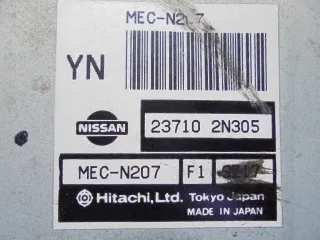 MEC-N207
YN
NISSAN
23710 2N305
MEC-N207 F1
Hitachi, Ltd. Tokyo Japan
MADE IN JAPAN